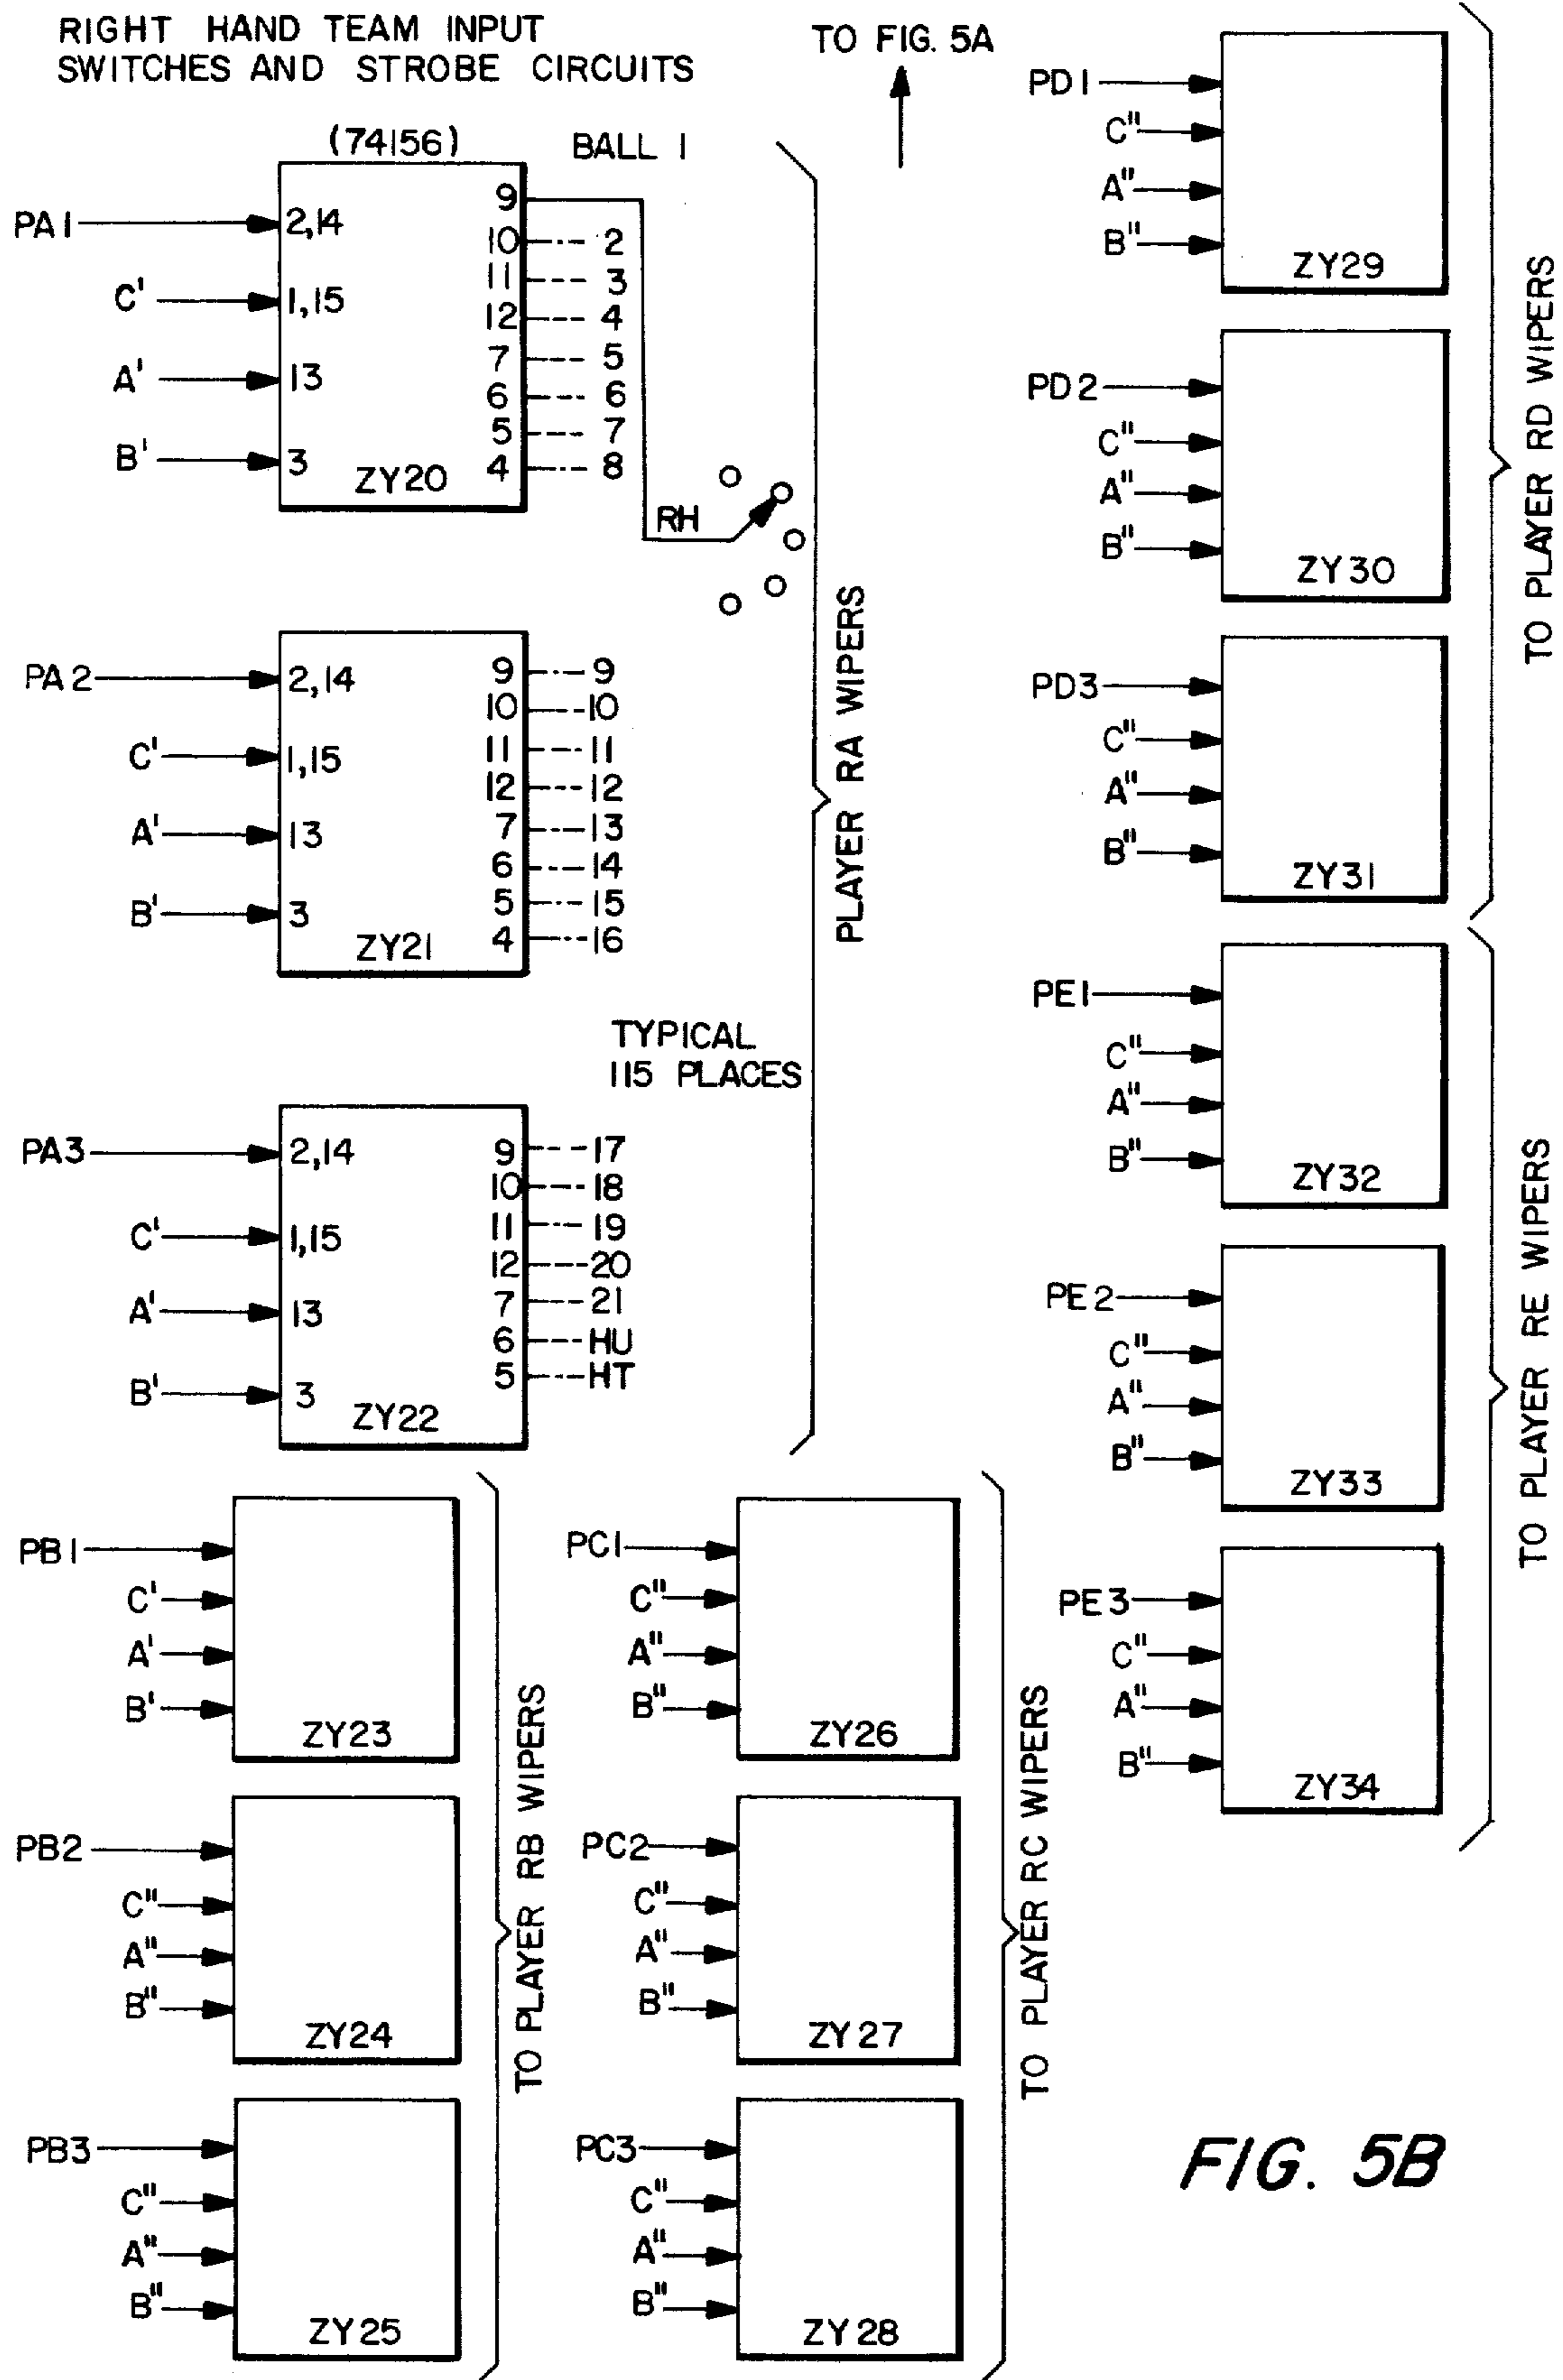 RIGHT HAND TEAM INPUT
SWITCHES AND STROBE CIRCUITS
TO FIG. 5A
(74156)
BALL 1
PA1
2,14
C'
1,15
A'
13
B'
3
ZY20
9
10 2
11 3
12 4
7 5
6 6
5 7
4 8
RH
PA2
2,14
C'
1,15
A'
13
B'
3
ZY21
9 9
10 10
11 11
12 12
7 13
6 14
5 15
4 16
TYPICAL
115 PLACES
PA3
2,14
C'
1,15
A'
13
B'
3
ZY22
9 17
10 18
11 19
12 20
7 21
6 HU
5 HT
PLAYER RA WIPERS
PB1
C'
A'
B'
ZY23
PB2
C"
A"
B"
ZY24
PB3
C"
A"
B"
ZY25
TO PLAYER RB WIPERS
PC1
C"
A"
B"
ZY26
PC2
C"
A"
B"
ZY27
PC3
C"
A"
B"
ZY28
TO PLAYER RC WIPERS
PD1
C"
A"
B"
ZY29
PD2
C"
A"
B"
ZY30
PD3
C"
A"
B"
ZY31
TO PLAYER RD WIPERS
PE1
C"
A"
B"
ZY32
PE2
C"
A"
B"
ZY33
PE3
C"
A"
B"
ZY34
TO PLAYER RE WIPERS
FIG. 5B